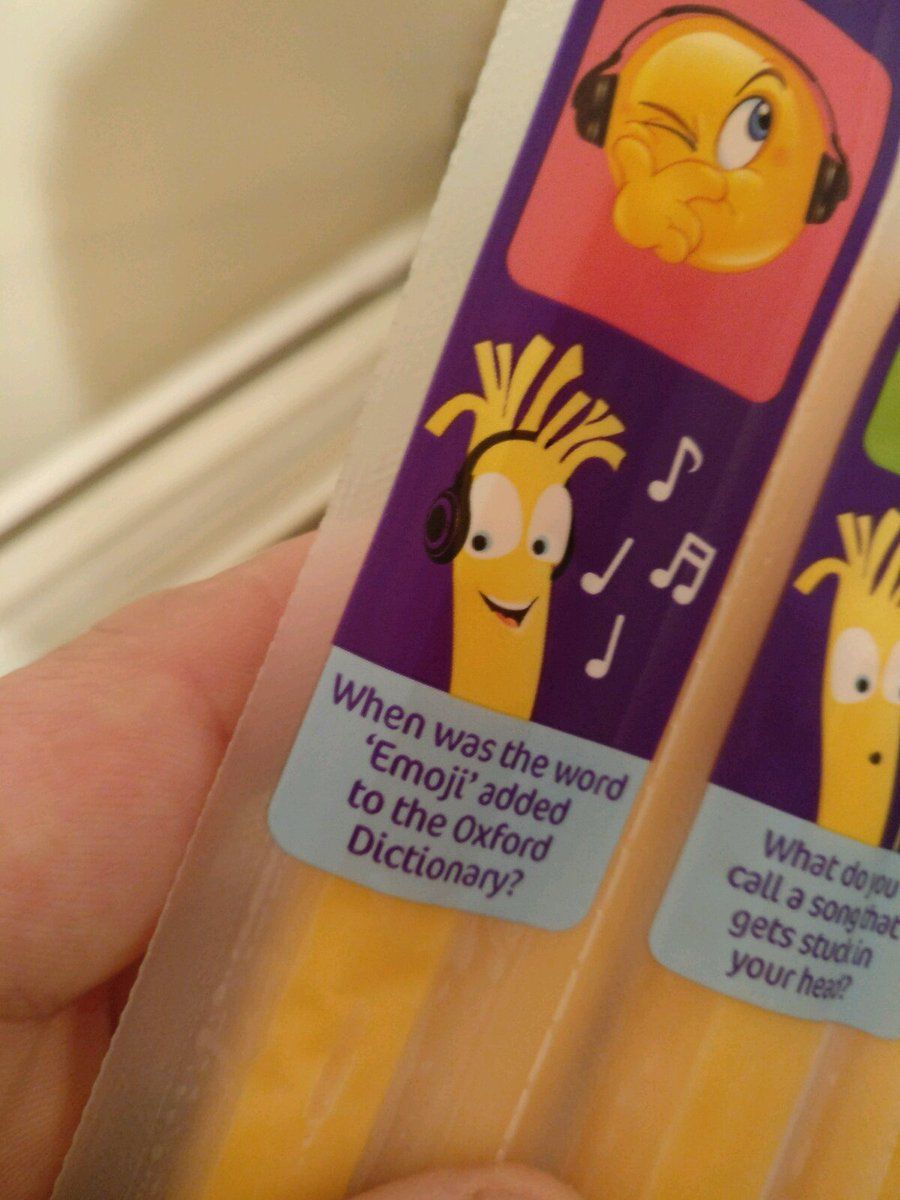 When was the word
‘Emoji’ added
to the Oxford
Dictionary?
What do you
call a song that
gets stuck in
your head?